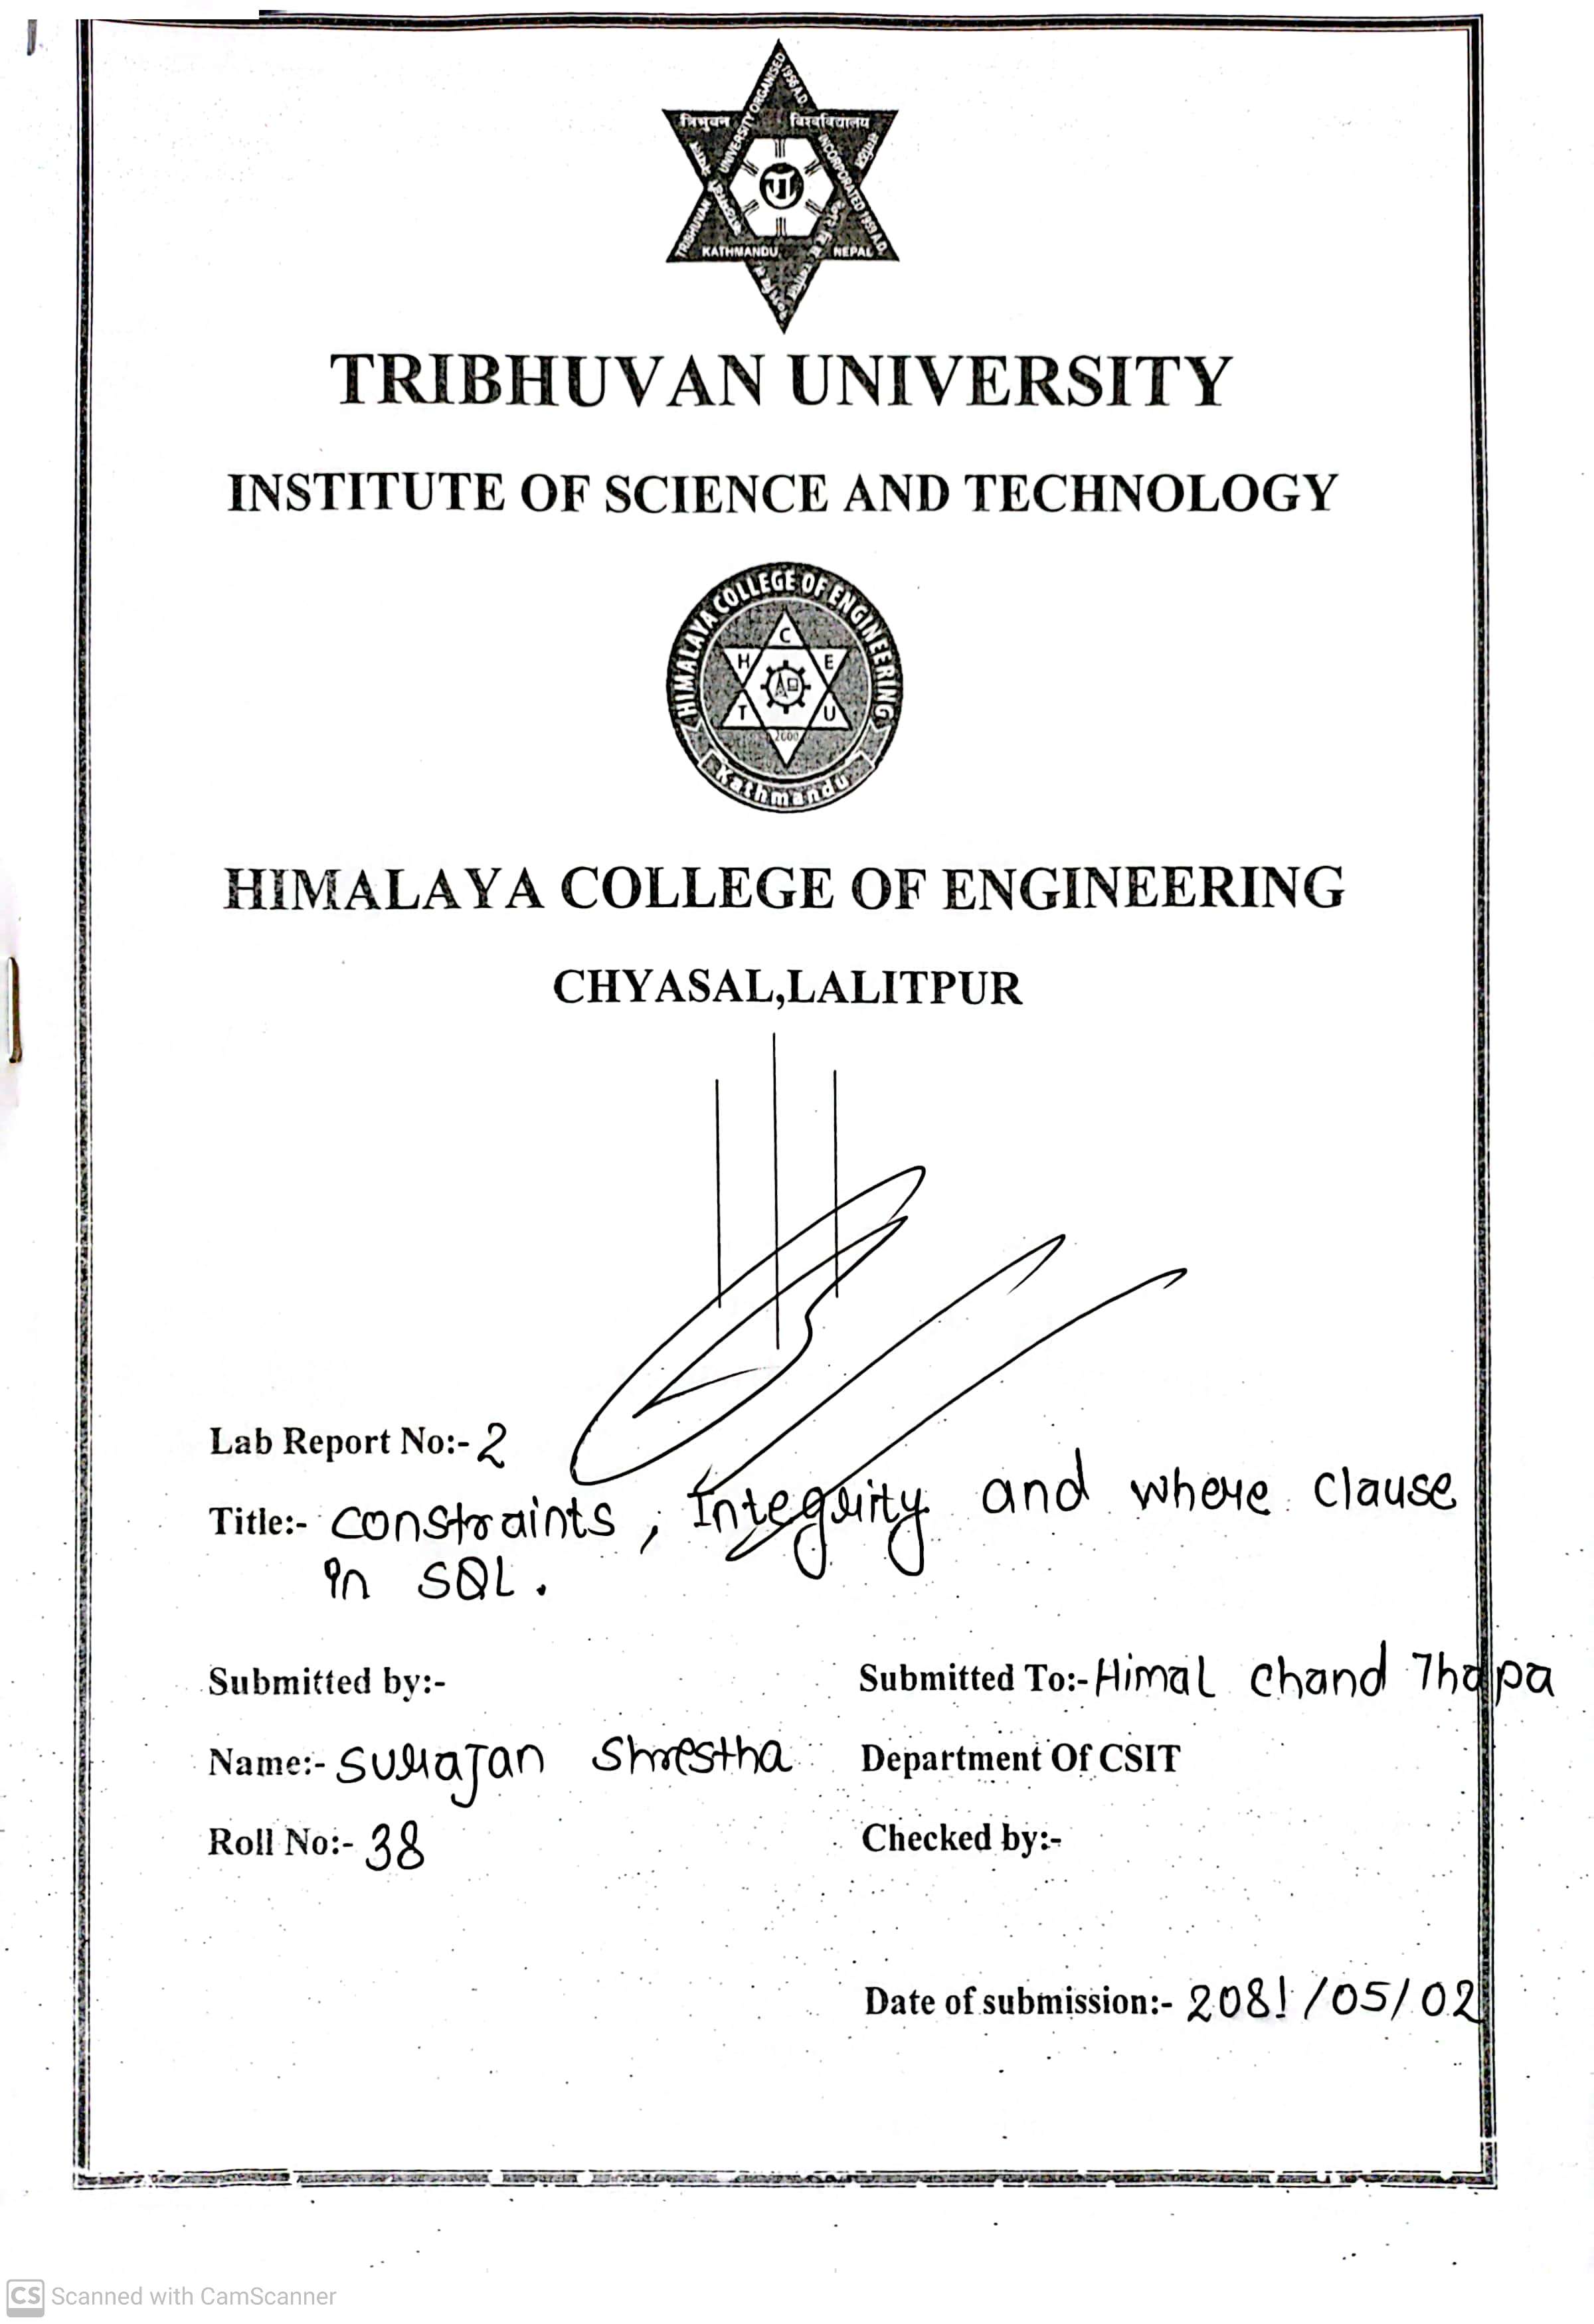 त्रिभुवन विश्वविद्यालय
UNIVERSITY ORGANISED 1956 A.D.
TRIBHUVAN
INCORPORATED 1959 A.D.
KATHMANDU, NEPAL
TRIBHUVAN UNIVERSITY
INSTITUTE OF SCIENCE AND TECHNOLOGY
HIMALAYA COLLEGE OF ENGINEERING
C
H E
T U
2000
Kathmandu
HIMALAYA COLLEGE OF ENGINEERING
CHYASAL,LALITPUR
Lab Report No:- 2
Title:- constraints, Integrity and where clause
in SQL.
Submitted by:-
Submitted To:- Himal Chand Thapa
Name:- Surajan Shrestha
Department Of CSIT
Roll No:- 38
Checked by:-
Date of submission:- 2081/05/02
CS Scanned with CamScanner